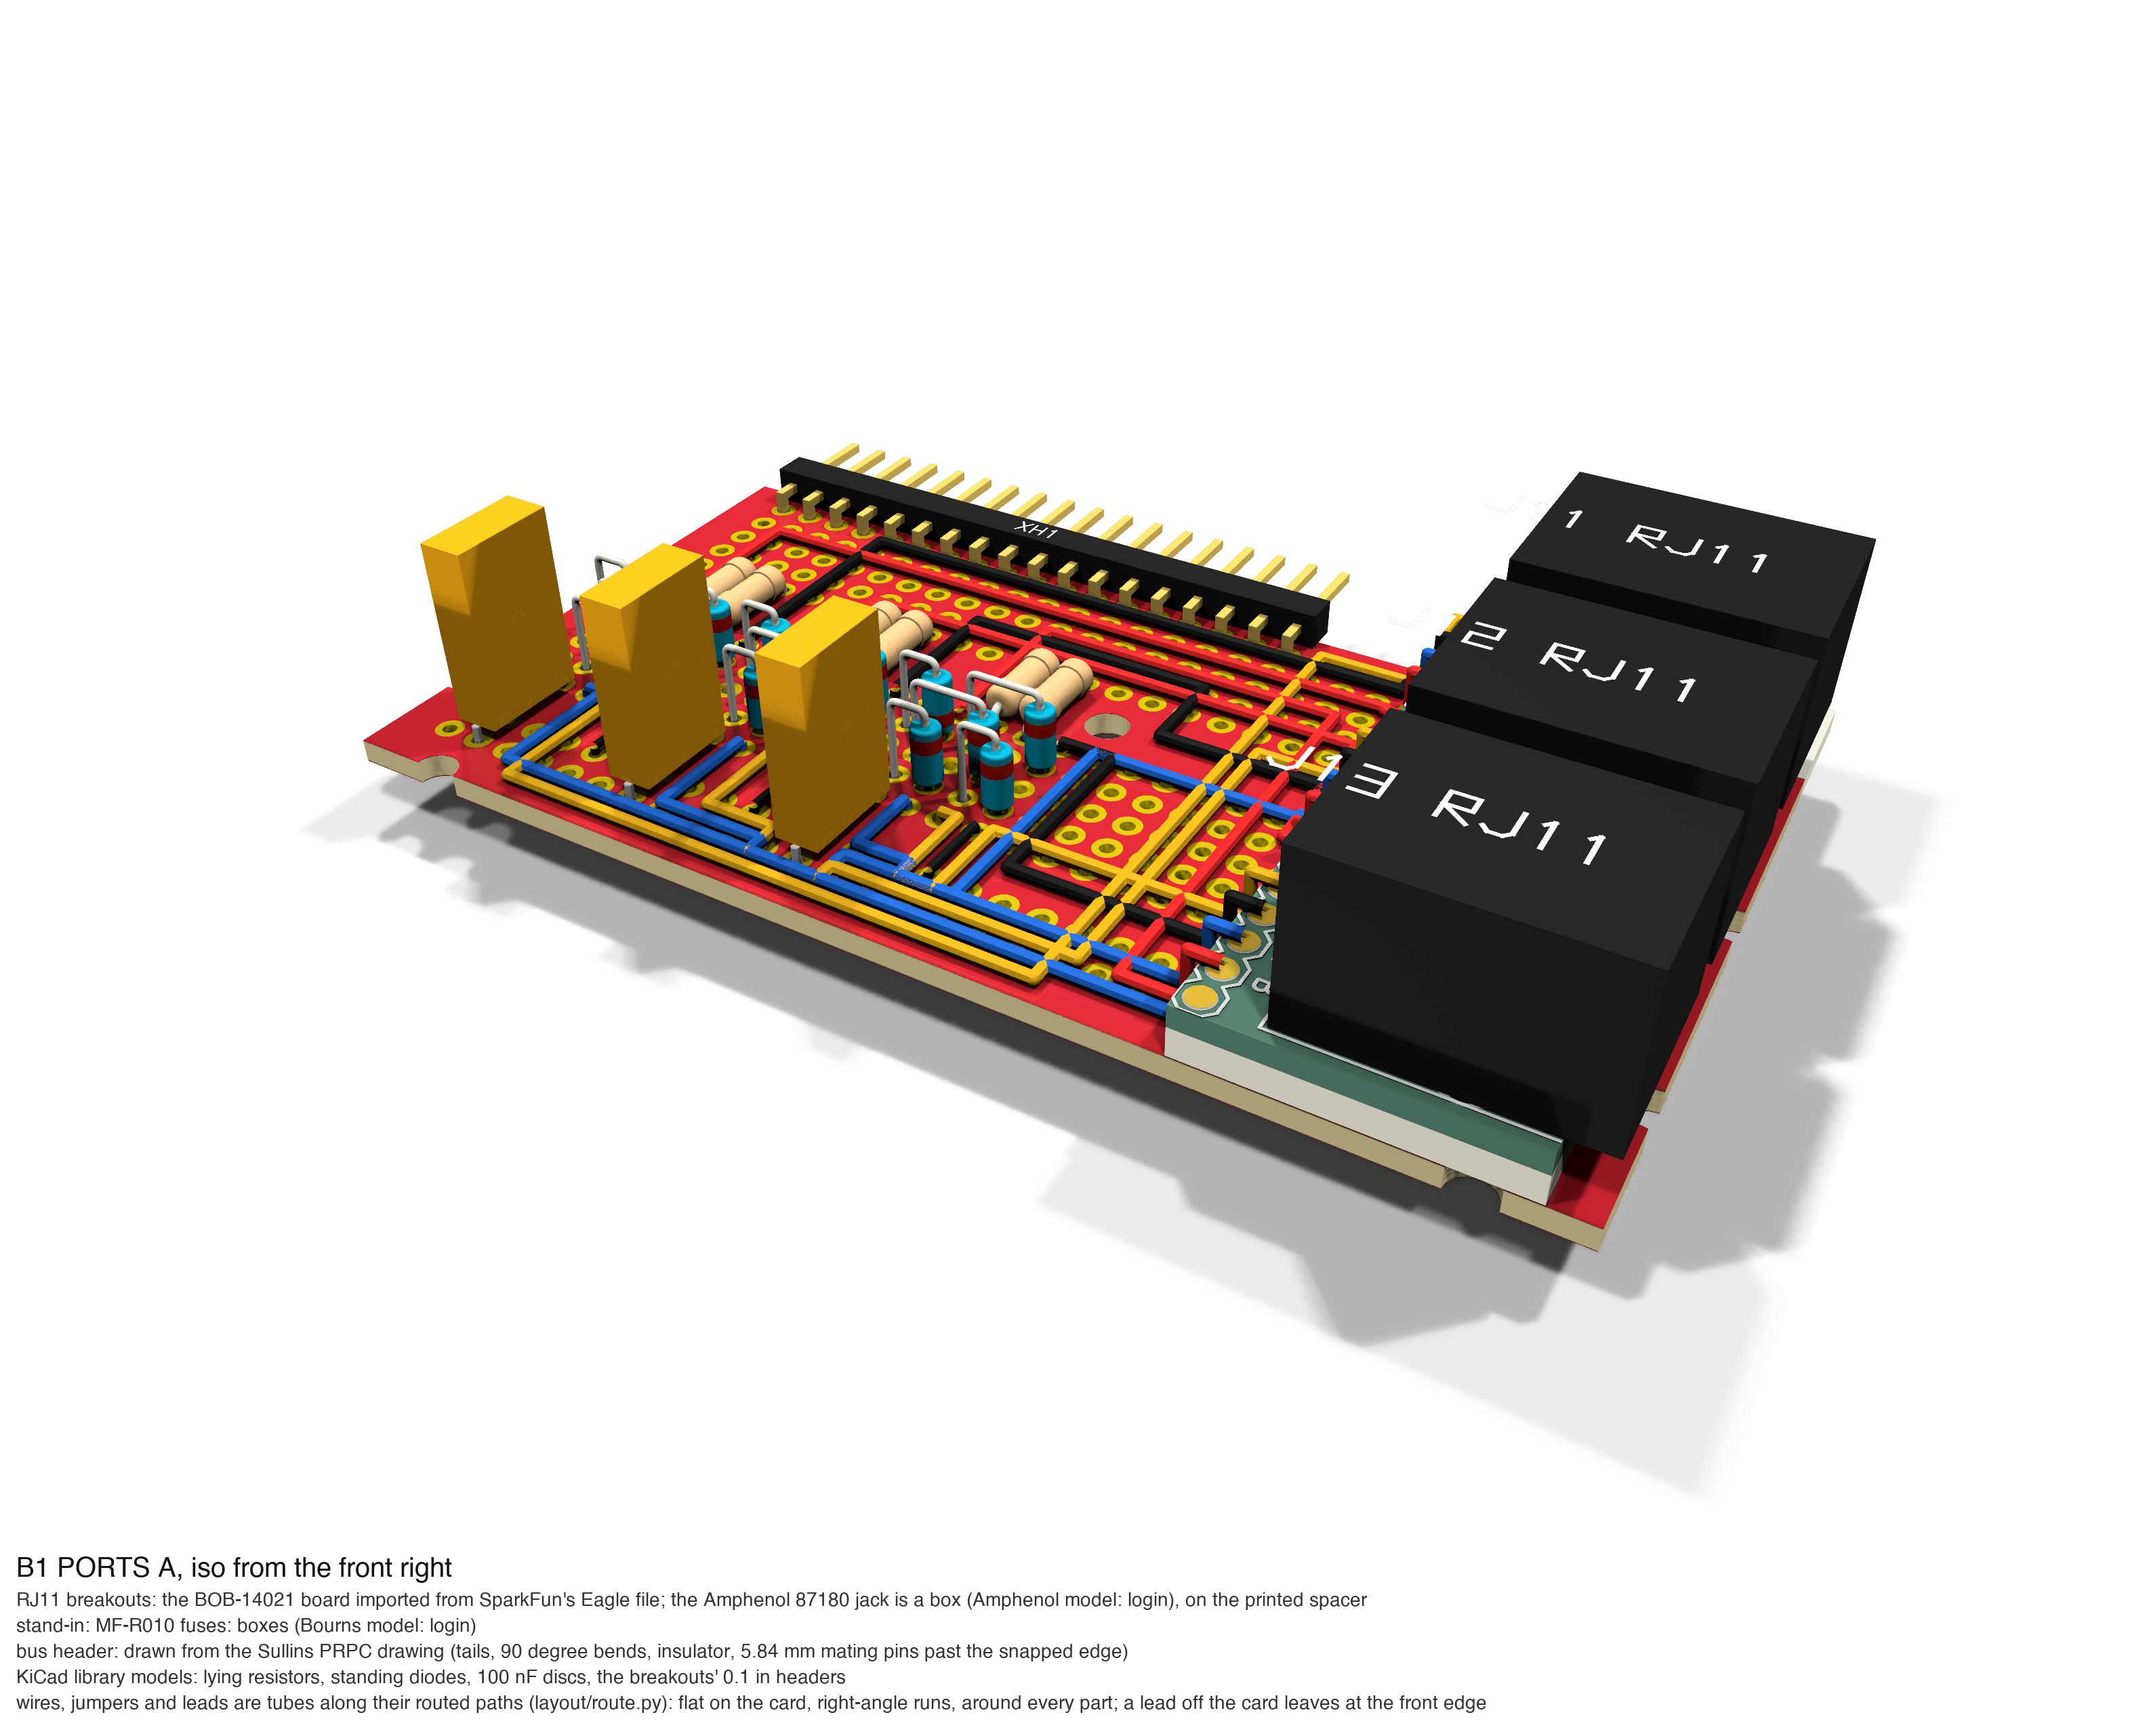 XH1
1 RJ11
2 RJ11
J13 RJ11
B1 PORTS A, iso from the front right
RJ11 breakouts: the BOB-14021 board imported from SparkFun's Eagle file; the Amphenol 87180 jack is a box (Amphenol model: login), on the printed spacer
stand-in: MF-R010 fuses: boxes (Bourns model: login)
bus header: drawn from the Sullins PRPC drawing (tails, 90 degree bends, insulator, 5.84 mm mating pins past the snapped edge)
KiCad library models: lying resistors, standing diodes, 100 nF discs, the breakouts' 0.1 in headers
wires, jumpers and leads are tubes along their routed paths (layout/route.py): flat on the card, right-angle runs, around every part; a lead off the card leaves at the front edge